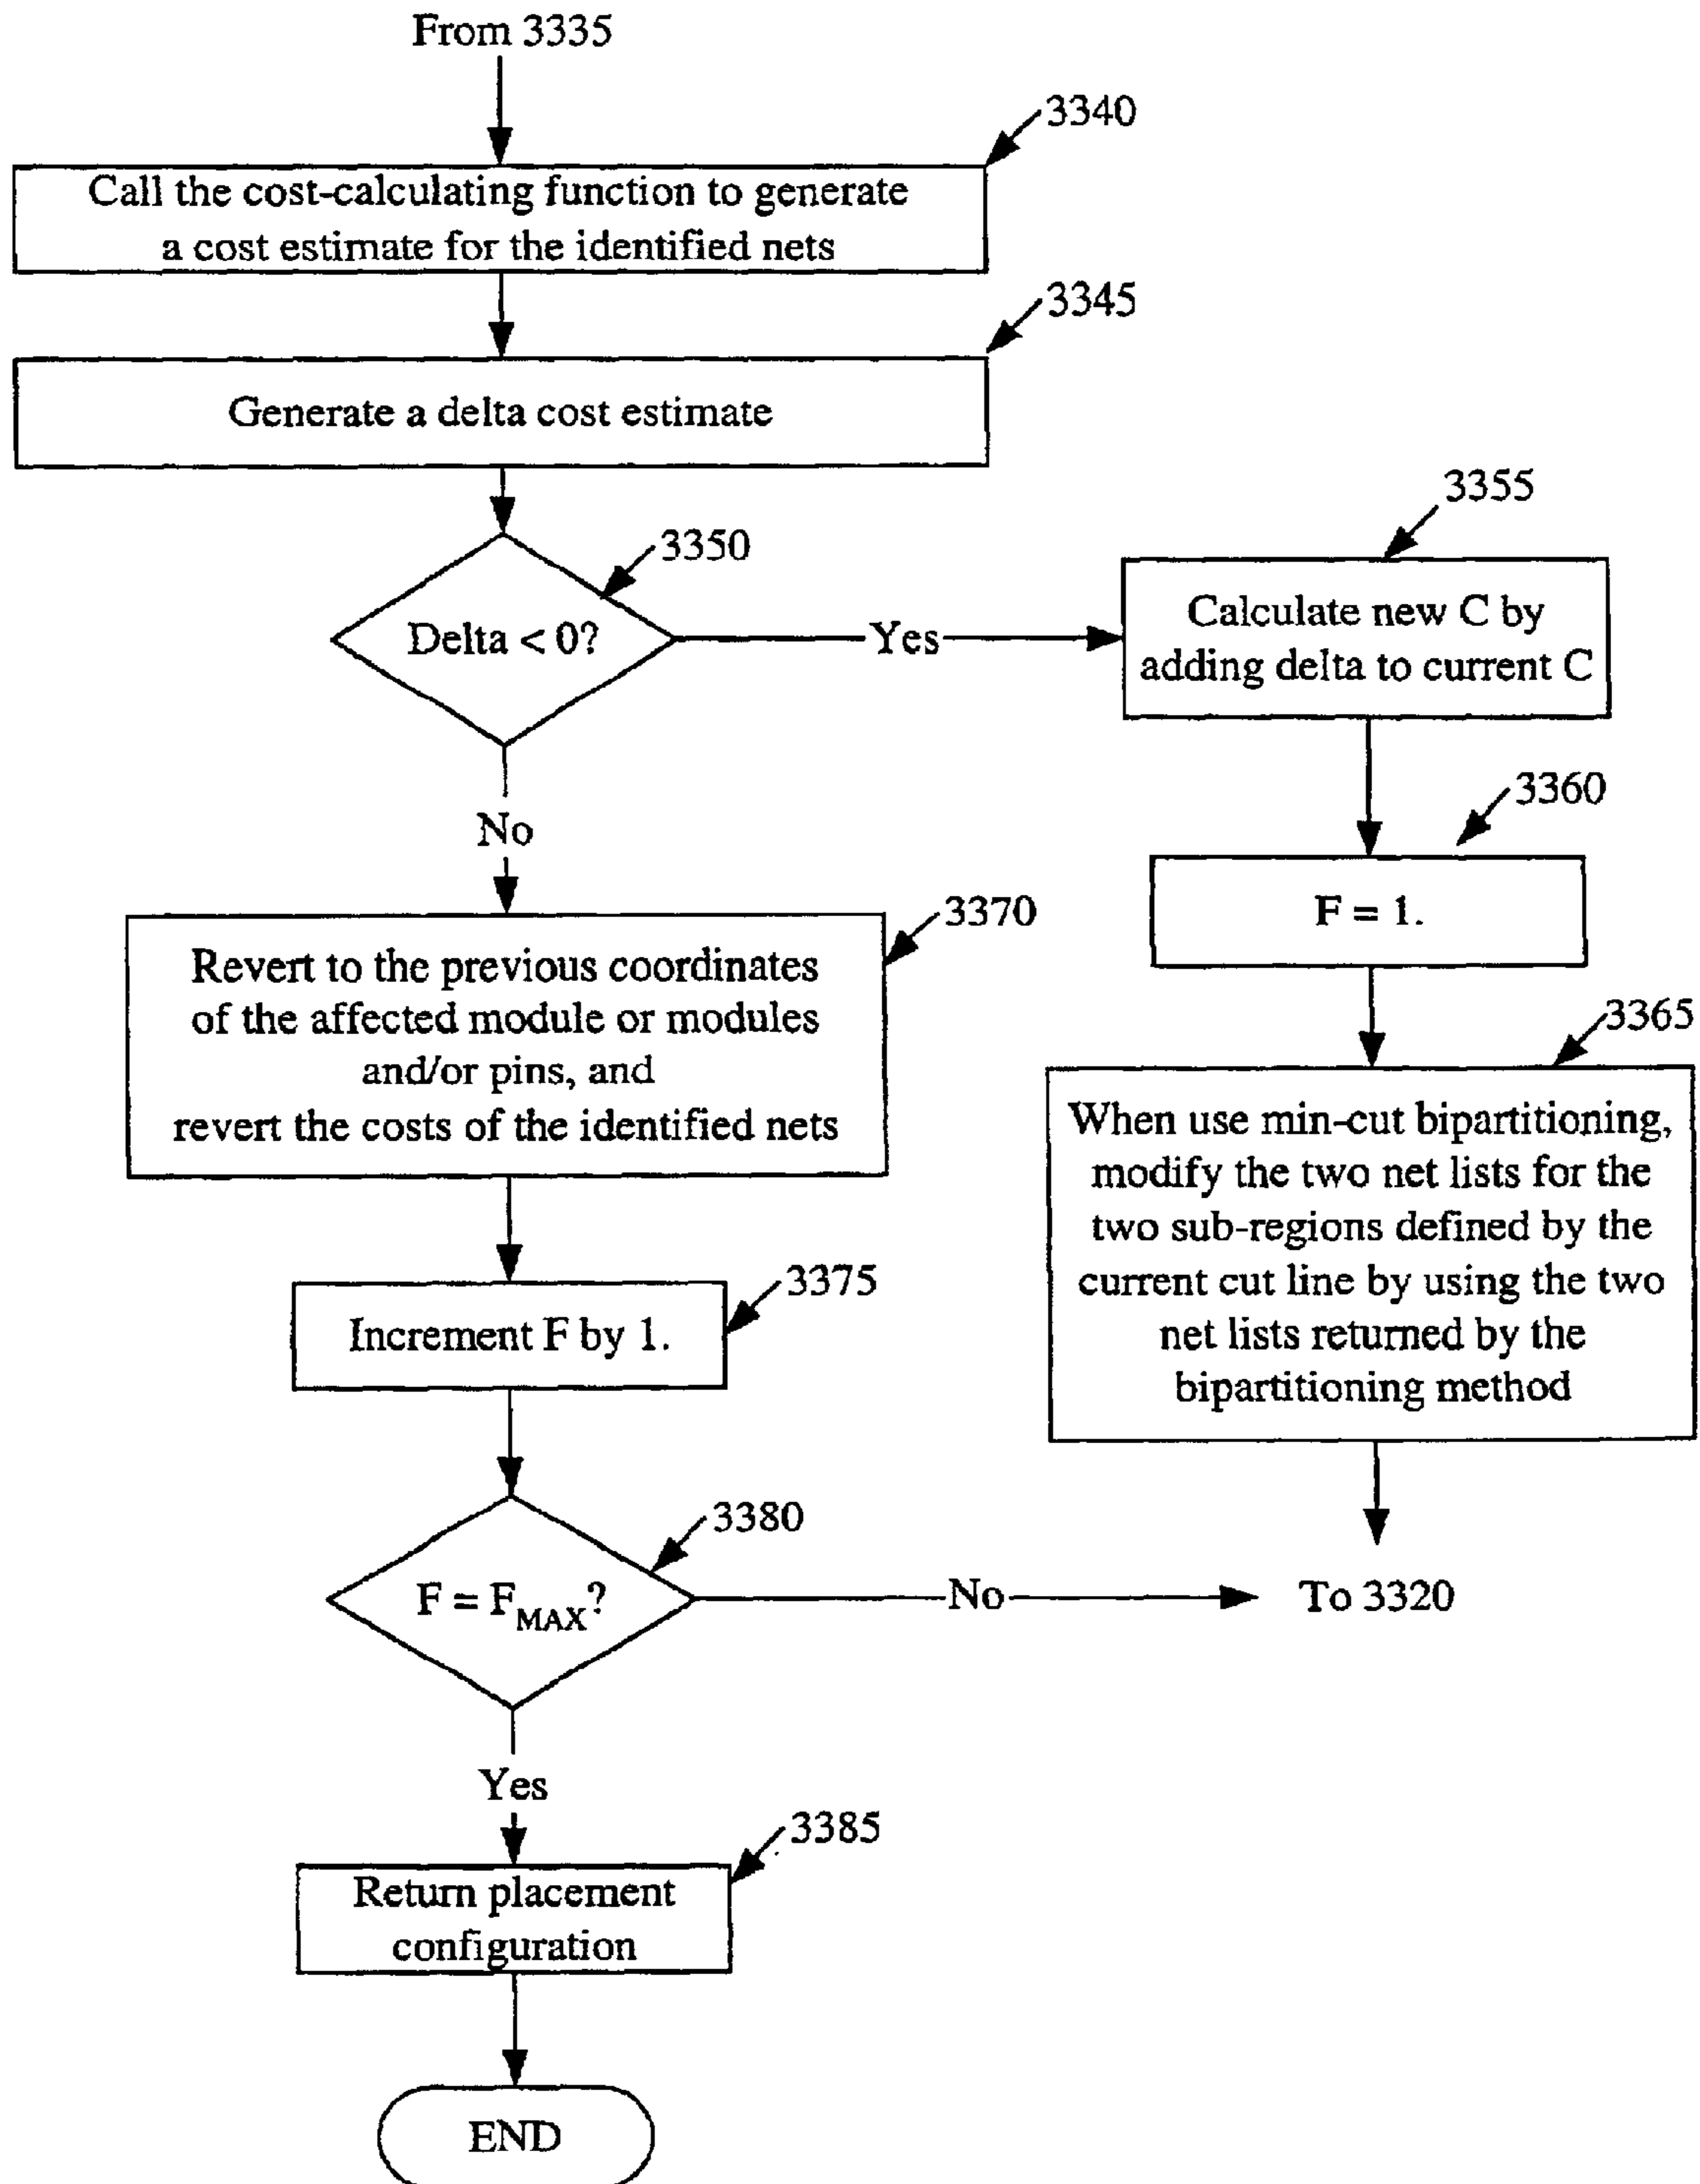 From 3335
3340
Call the cost-calculating function to generate
a cost estimate for the identified nets
3345
Generate a delta cost estimate
3350
Delta < 0?
Yes
3355
Calculate new C by
adding delta to current C
3360
F = 1.
3365
When use min-cut bipartitioning,
modify the two net lists for the
two sub-regions defined by the
current cut line by using the two
net lists returned by the
bipartitioning method
No
3370
Revert to the previous coordinates
of the affected module or modules
and/or pins, and
revert the costs of the identified nets
3375
Increment F by 1.
3380
F = FMAX?
No
To 3320
Yes
3385
Return placement
configuration
END